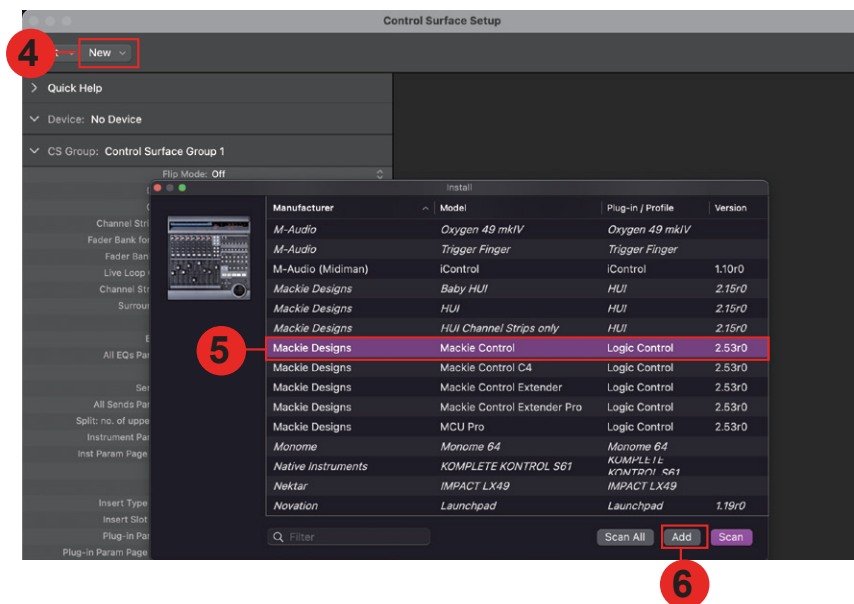 Control Surface Setup
4
New
Quick Help
Device: No Device
CS Group: Control Surface Group 1
Flip Mode: Off
Install
Manufacturer Model Plug-in / Profile Version
M-Audio Oxygen 49 mkIV Oxygen 49 mkIV
M-Audio Trigger Finger Trigger Finger
M-Audio (Midiman) iControl iControl 1.10r0
Mackie Designs Baby HUI HUI 2.15r0
Mackie Designs HUI HUI 2.15r0
Mackie Designs HUI Channel Strips only HUI 2.15r0
5
Mackie Designs Mackie Control Logic Control 2.53r0
Mackie Designs Mackie Control C4 Logic Control 2.53r0
Mackie Designs Mackie Control Extender Logic Control 2.53r0
Mackie Designs Mackie Control Extender Pro Logic Control 2.53r0
Mackie Designs MCU Pro Logic Control 2.53r0
Monome Monome 64 Monome 64
Native Instruments KOMPLETE KONTROL S61 KOMPLETE KONTROL S61
Nektar IMPACT LX49 IMPACT LX49
Novation Launchpad Launchpad 1.19r0
Channel Stri
Fader Bank for
Fader Ban
Live Loop
Channel Str
Surrour
All EQs Par
Ser
All Sends Par
Split: no. of uppe
Instrument Par
Inst Param Page
Insert Type
Insert Slot
Plug-in Par
Plug-in Param Page
Filter
Scan All Add Scan
6